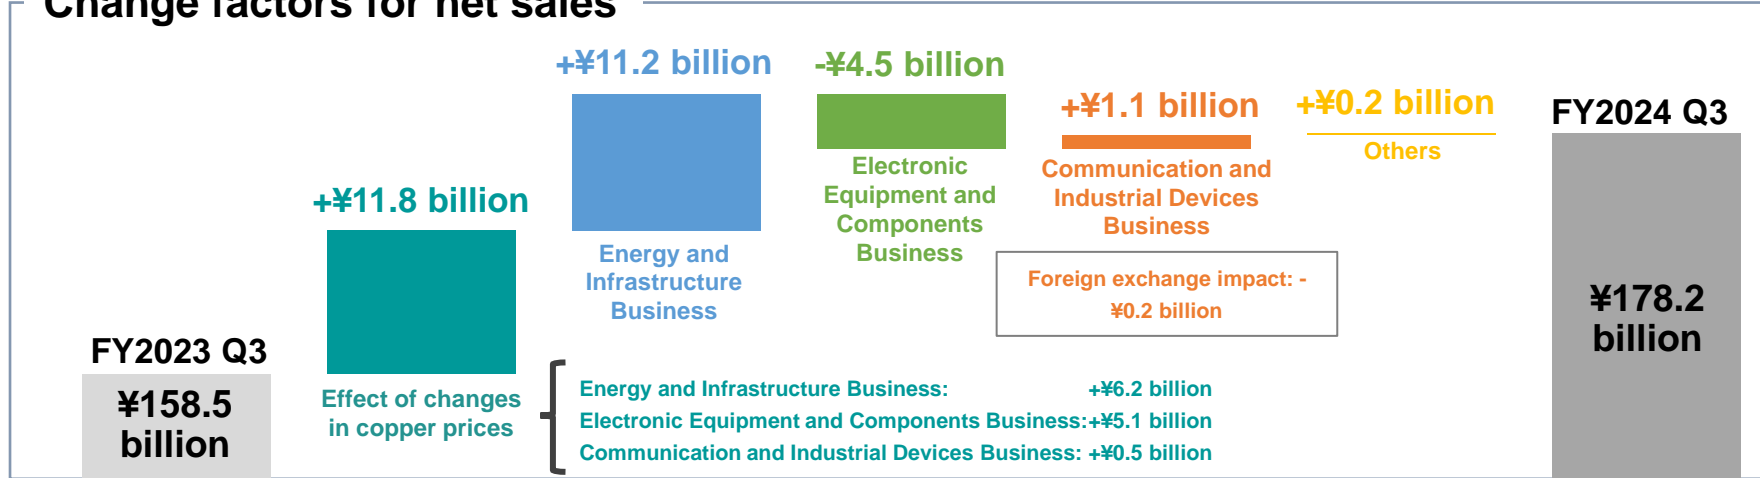 Change factors for net sales
+¥11.2 billion
-¥4.5 billion
+¥1.1 billion
+¥0.2 billion
FY2024 Q3
Others
Electronic
Equipment and
Components
Business
Communication and
Industrial Devices
Business
+¥11.8 billion
Energy and
Infrastructure
Business
Foreign exchange impact: -
¥0.2 billion
¥178.2
billion
FY2023 Q3
¥158.5
billion
Effect of changes
in copper prices
Energy and Infrastructure Business: +¥6.2 billion
Electronic Equipment and Components Business:+¥5.1 billion
Communication and Industrial Devices Business: +¥0.5 billion